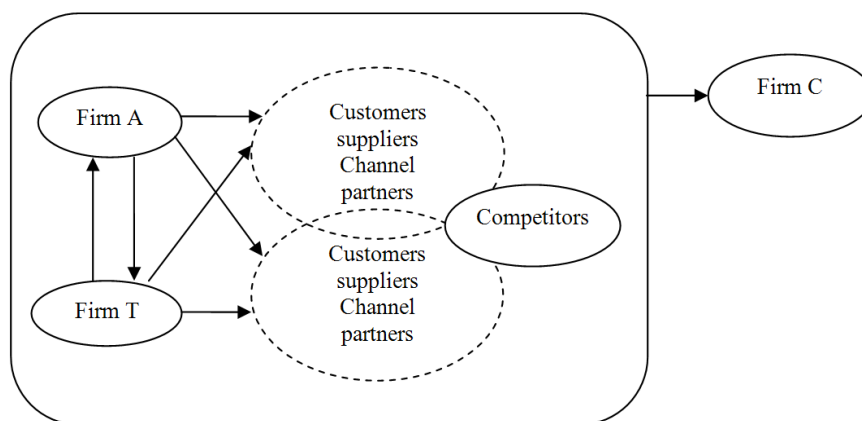 Firm A
Customers
suppliers
Channel
partners
Firm C
Competitors
Firm T
Customers
suppliers
Channel
partners